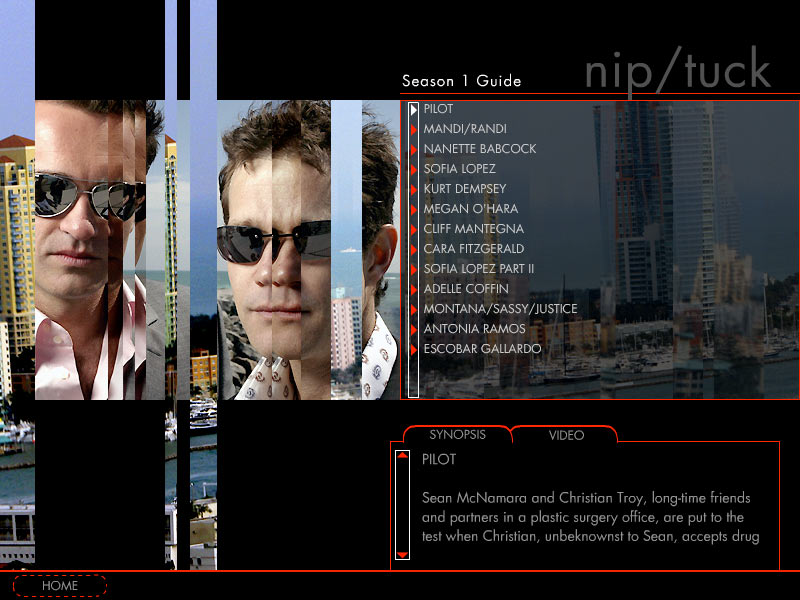 nip/tuck
Season 1 Guide
PILOT
MANDI/RANDI
NANETTE BABCOCK
SOFIA LOPEZ
KURT DEMPSEY
MEGAN O'HARA
CLIFF MANTEGNA
CARA FITZGERALD
SOFIA LOPEZ PART II
ADELLE COFFIN
MONTANA/SASSY/JUSTICE
ANTONIA RAMOS
ESCOBAR GALLARDO
SYNOPSIS VIDEO
PILOT
Sean McNamara and Christian Troy, long-time friends
and partners in a plastic surgery office, are put to the
test when Christian, unbeknownst to Sean, accepts drug
HOME